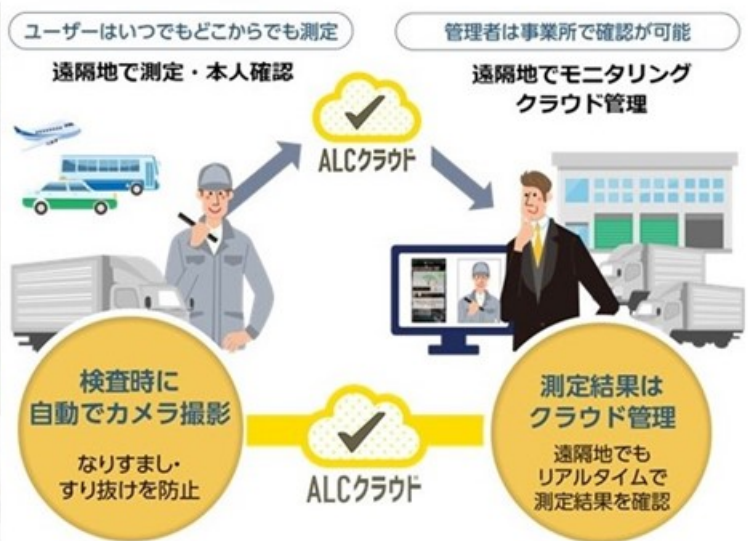 ユーザーはいつでもどこからでも測定
遠隔地で測定・本人確認
管理者は事業所で確認が可能
遠隔地でモニタリング
クラウド管理
ALCクラウド
検査時に
自動でカメラ撮影
なりすまし・
すり抜けを防止
ALCクラウド
測定結果は
クラウド管理
遠隔地でも
リアルタイムで
測定結果を確認